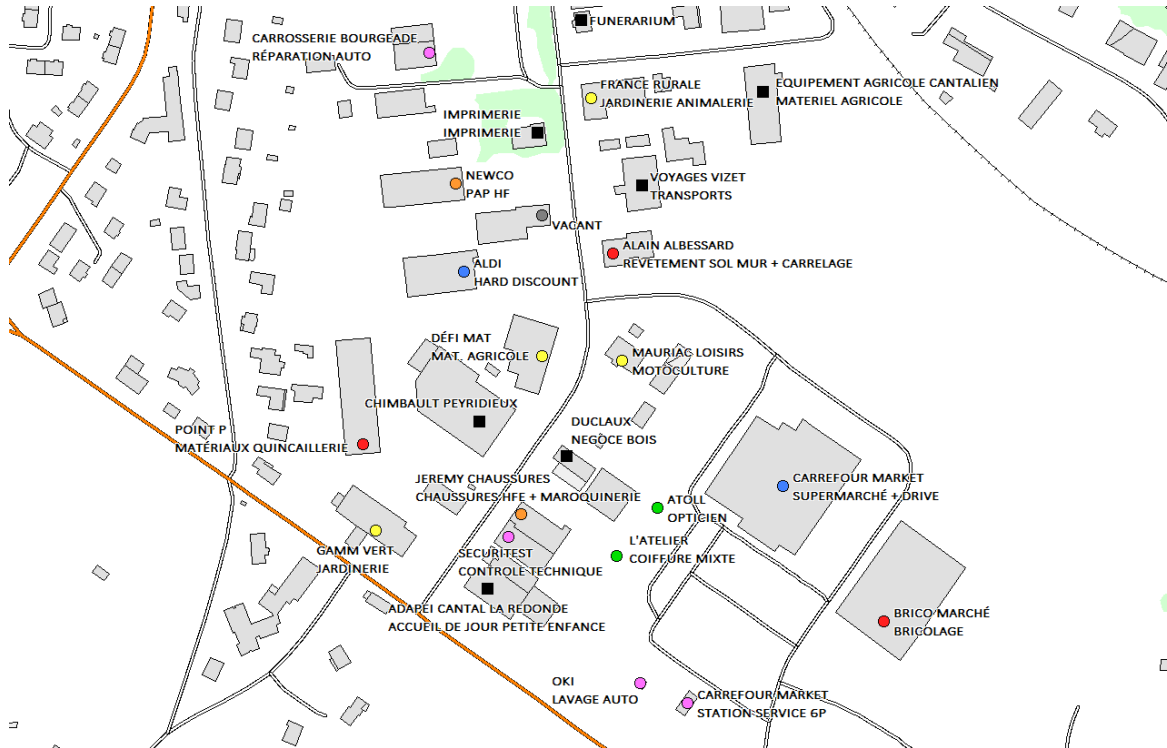 FUNERARIUM
CARROSSERIE BOURGEADE
RÉPARATION AUTO
FRANCE RURALE
JARDINERIE ANIMALERIE
EQUIPEMENT AGRICOLE CANTALIEN
MATERIEL AGRICOLE
IMPRIMERIE
IMPRIMERIE
NEWCO
PAP HF
VOYAGES VIZET
TRANSPORTS
VACANT
ALAIN ALBESSARD
REVETEMENT SOL MUR + CARRELAGE
ALDI
HARD DISCOUNT
DÉFI MAT
MAT. AGRICOLE
MAURIAC LOISIRS
MOTOCULTURE
CHIMBAULT PEYRIDIEUX
POINT P
MATÉRIAUX QUINCAILLERIE
DUCLAUX
NEGOCE BOIS
JEREMY CHAUSSURES
CHAUSSURES HFE + MAROQUINERIE
CARREFOUR MARKET
SUPERMARCHÉ + DRIVE
ATOLL
OPTICIEN
GAMM VERT
JARDINERIE
SECURITEST
CONTROLE TECHNIQUE
L'ATELIER
COIFFURE MIXTE
ADAPEI CANTAL LA REDONDE
ACCUEIL DE JOUR PETITE ENFANCE
BRICO MARCHÉ
BRICOLAGE
OKI
LAVAGE AUTO
CARREFOUR MARKET
STATION SERVICE 6P